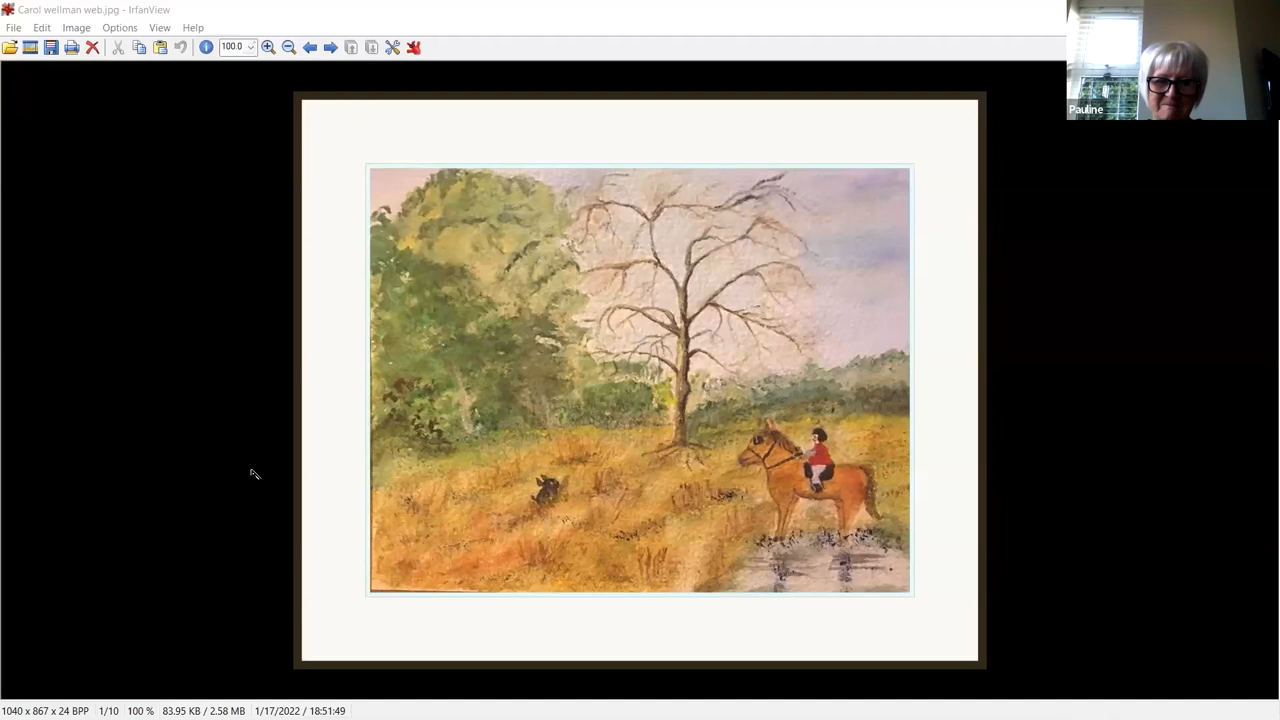 Carol wellman web.jpg - IrfanView
File Edit Image Options View Help
100.0
Pauline
1040 x 867 x 24 BPP 1/10 100 % 83.95 KB / 2.58 MB 1/17/2022 / 18:51:49